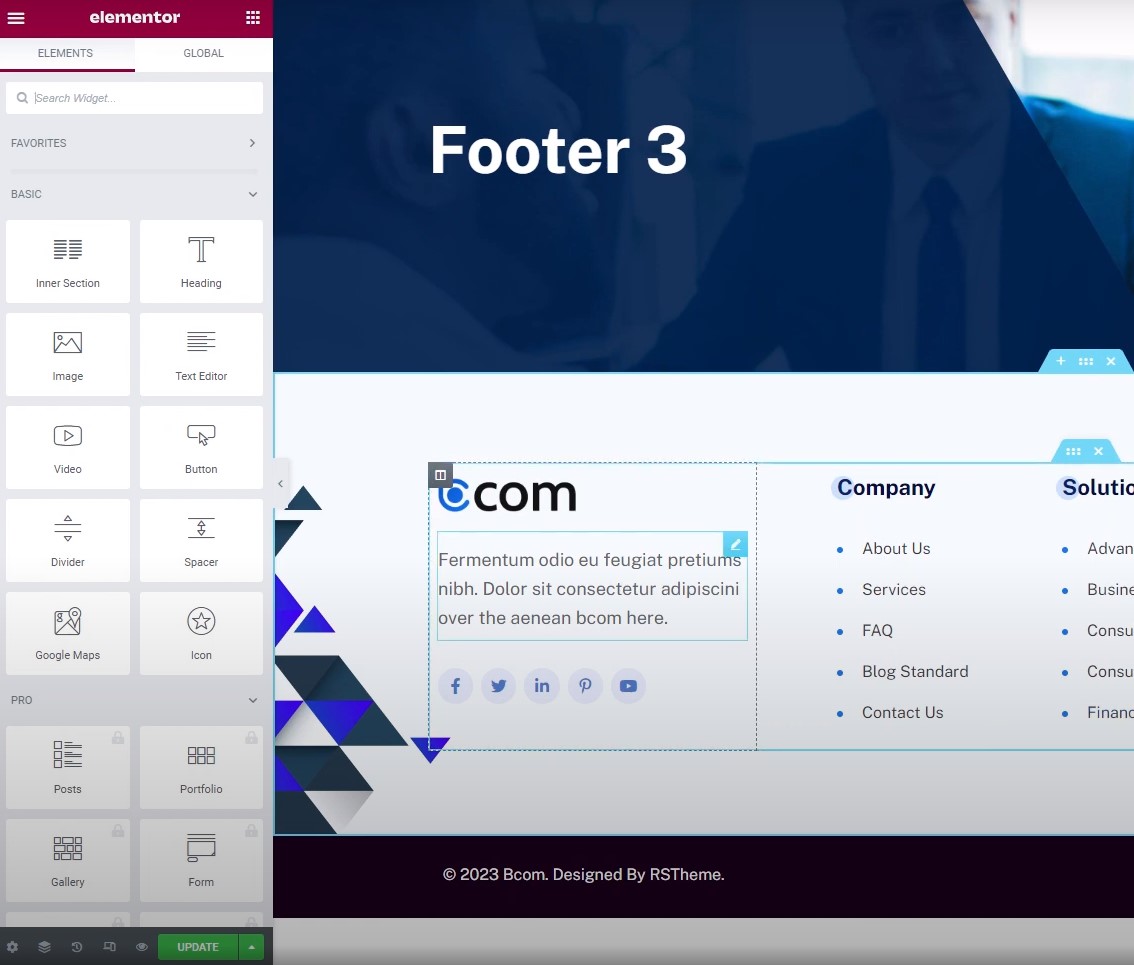 elementor
ELEMENTS
GLOBAL
Search Widget...
FAVORITES
BASIC
Inner Section
Heading
Image
Text Editor
Video
Button
Divider
Spacer
Google Maps
Icon
PRO
Posts
Portfolio
Gallery
Form
UPDATE
Footer 3
com
Fermentum odio eu feugiat pretiums
nibh. Dolor sit consectetur adipiscini
over the aenean bcom here.
Company
About Us
Services
FAQ
Blog Standard
Contact Us
Solutio
Advan
Busine
Consu
Consu
Financ
© 2023 Bcom. Designed By RSTheme.